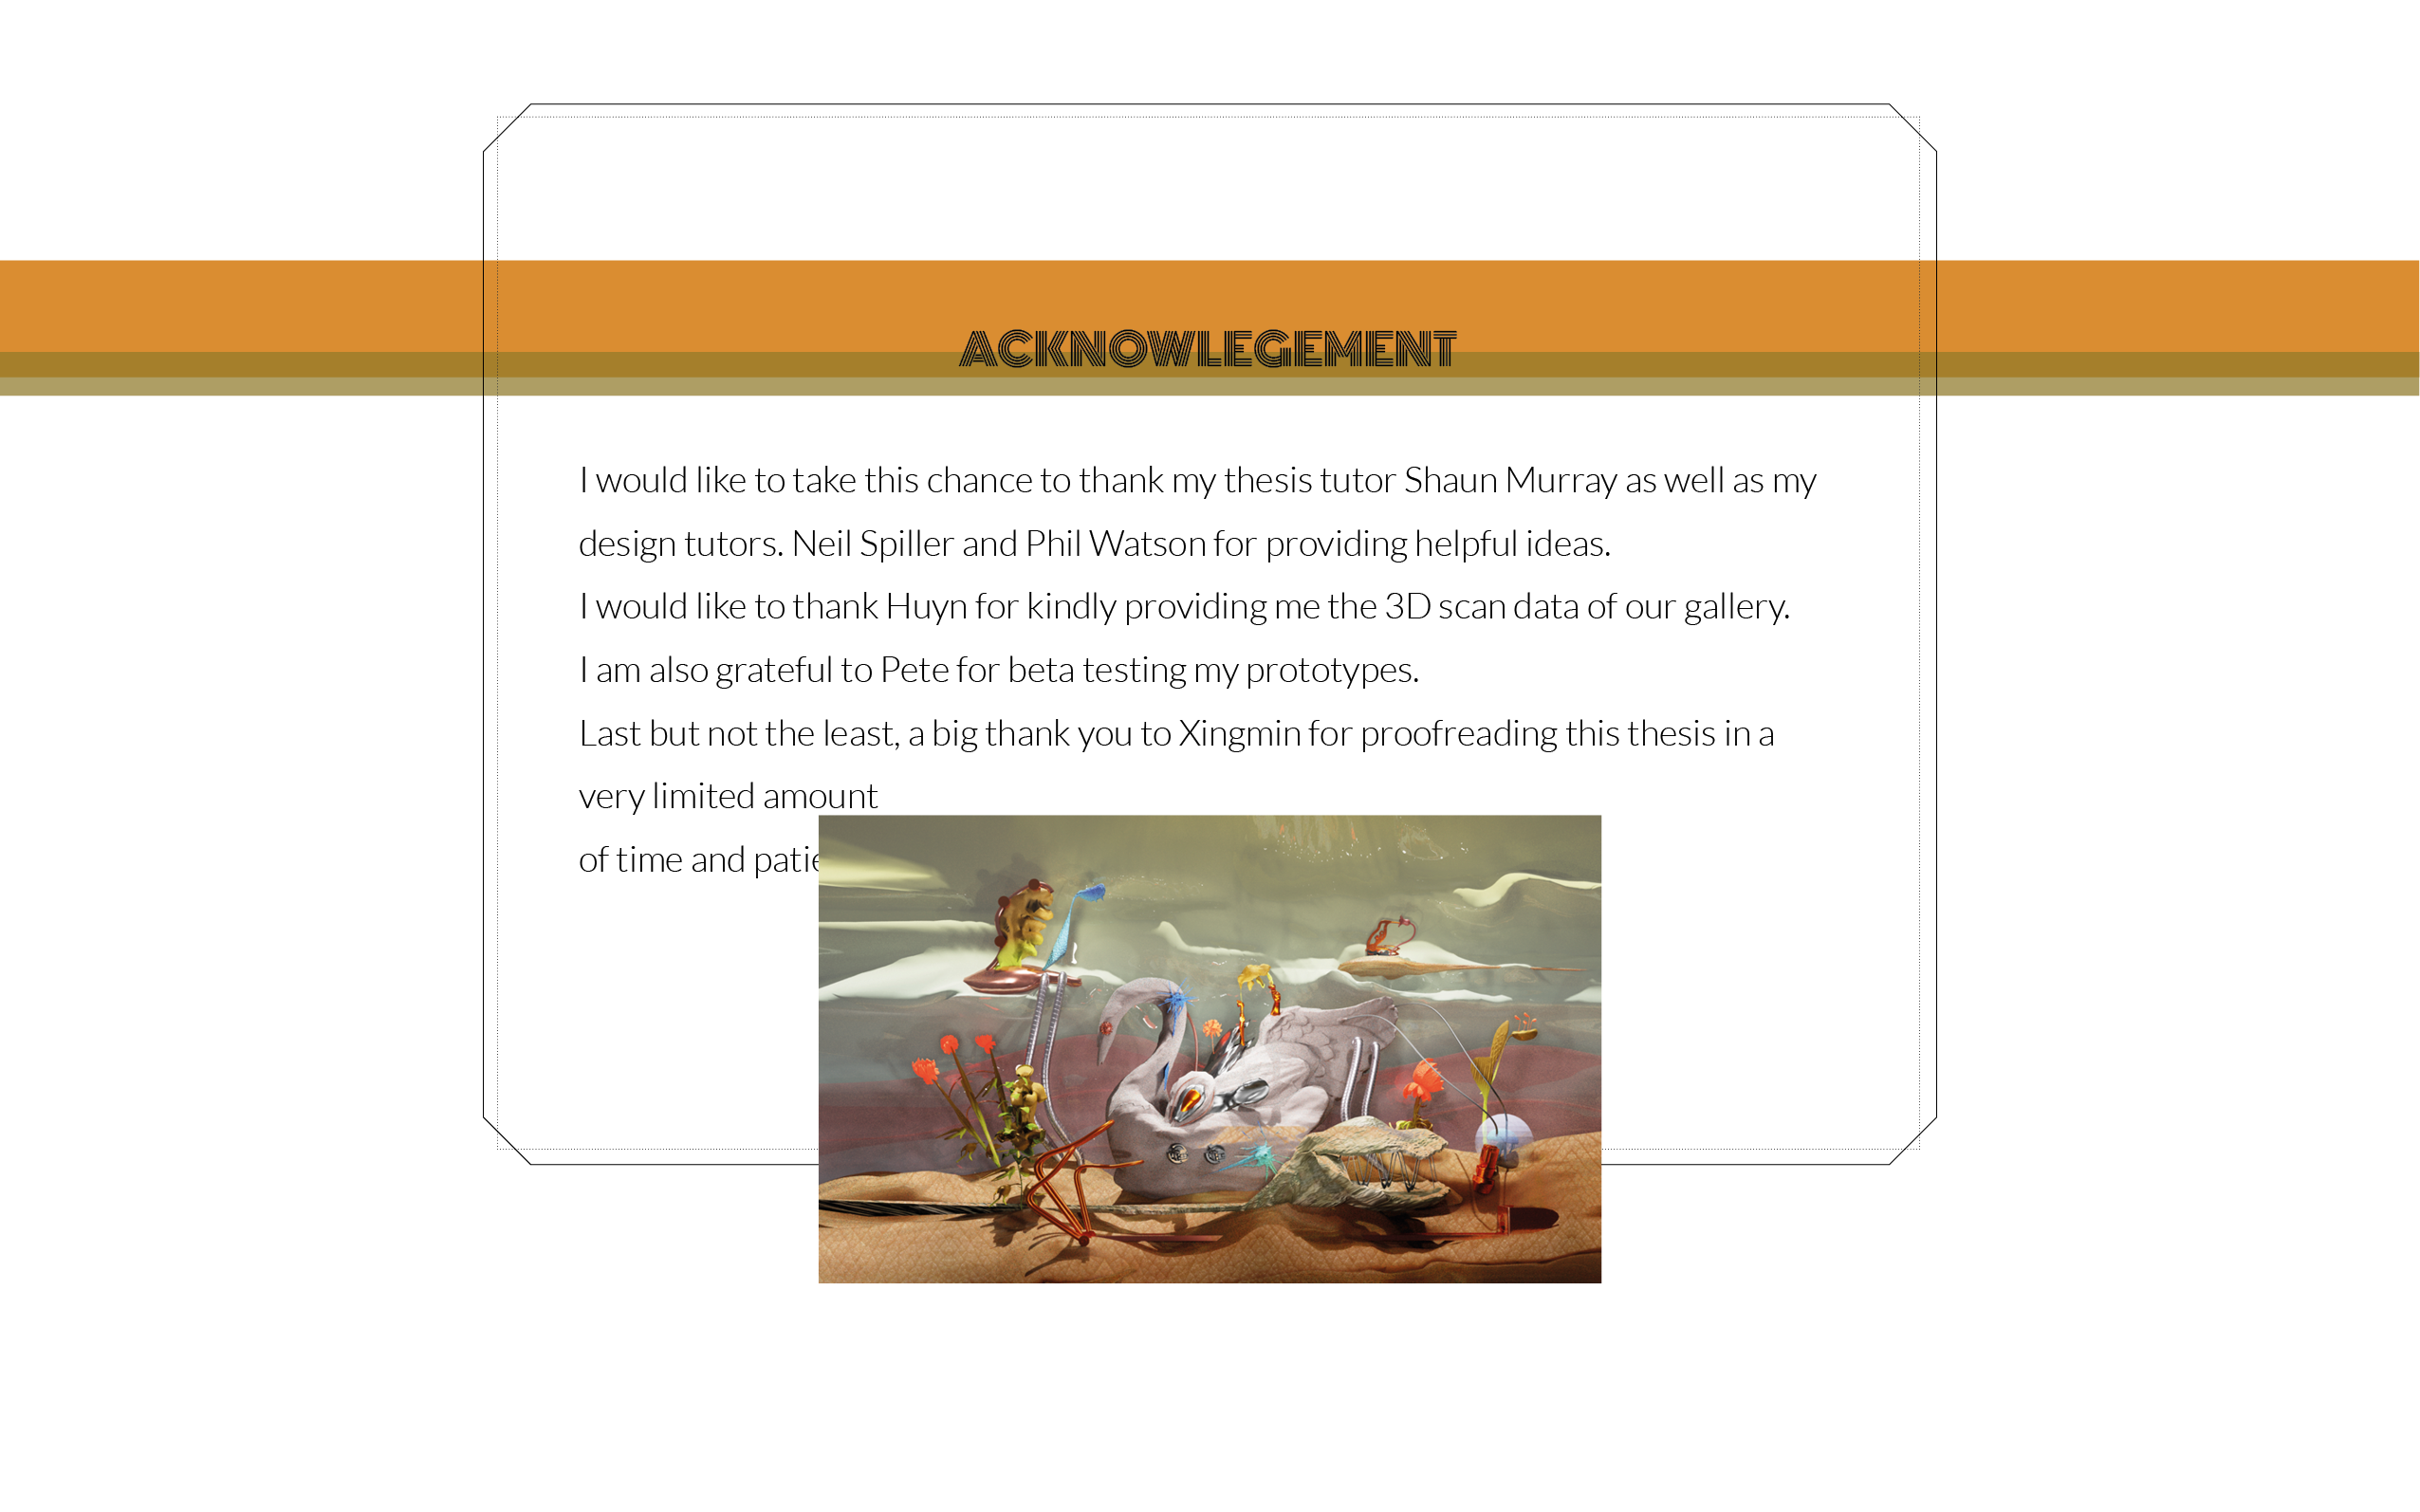 ACKNOWLEGEMENT
I would like to take this chance to thank my thesis tutor Shaun Murray as well as my
design tutors. Neil Spiller and Phil Watson for providing helpful ideas.
I would like to thank Huyn for kindly providing me the 3D scan data of our gallery.
I am also grateful to Pete for beta testing my prototypes.
Last but not the least, a big thank you to Xingmin for proofreading this thesis in a
very limited amount
of time and